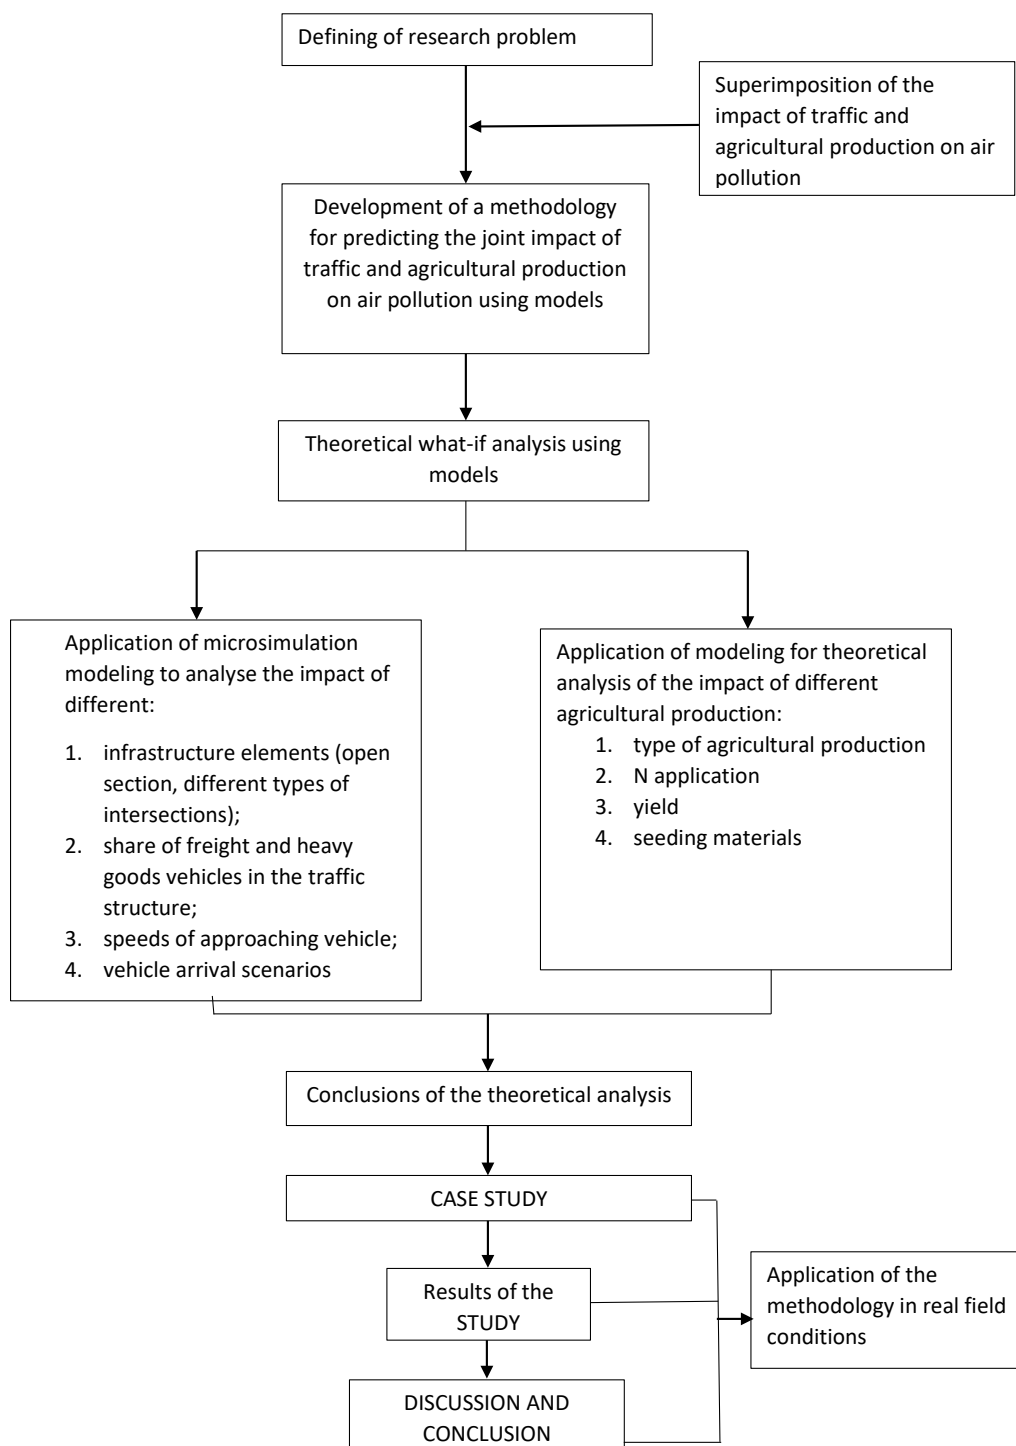 Defining of research problem
Superimposition of the
impact of traffic and
agricultural production on air
pollution
Development of a methodology
for predicting the joint impact of
traffic and agricultural production
on air pollution using models
Theoretical what-if analysis using
models
Application of microsimulation
modeling to analyse the impact of
different:
1. infrastructure elements (open
section, different types of
intersections);
2. share of freight and heavy
goods vehicles in the traffic
structure;
3. speeds of approaching vehicle;
4. vehicle arrival scenarios
Application of modeling for theoretical
analysis of the impact of different
agricultural production:
1. type of agricultural production
2. N application
3. yield
4. seeding materials
Conclusions of the theoretical analysis
CASE STUDY
Results of the
STUDY
Application of the
methodology in real field
conditions
DISCUSSION AND
CONCLUSION